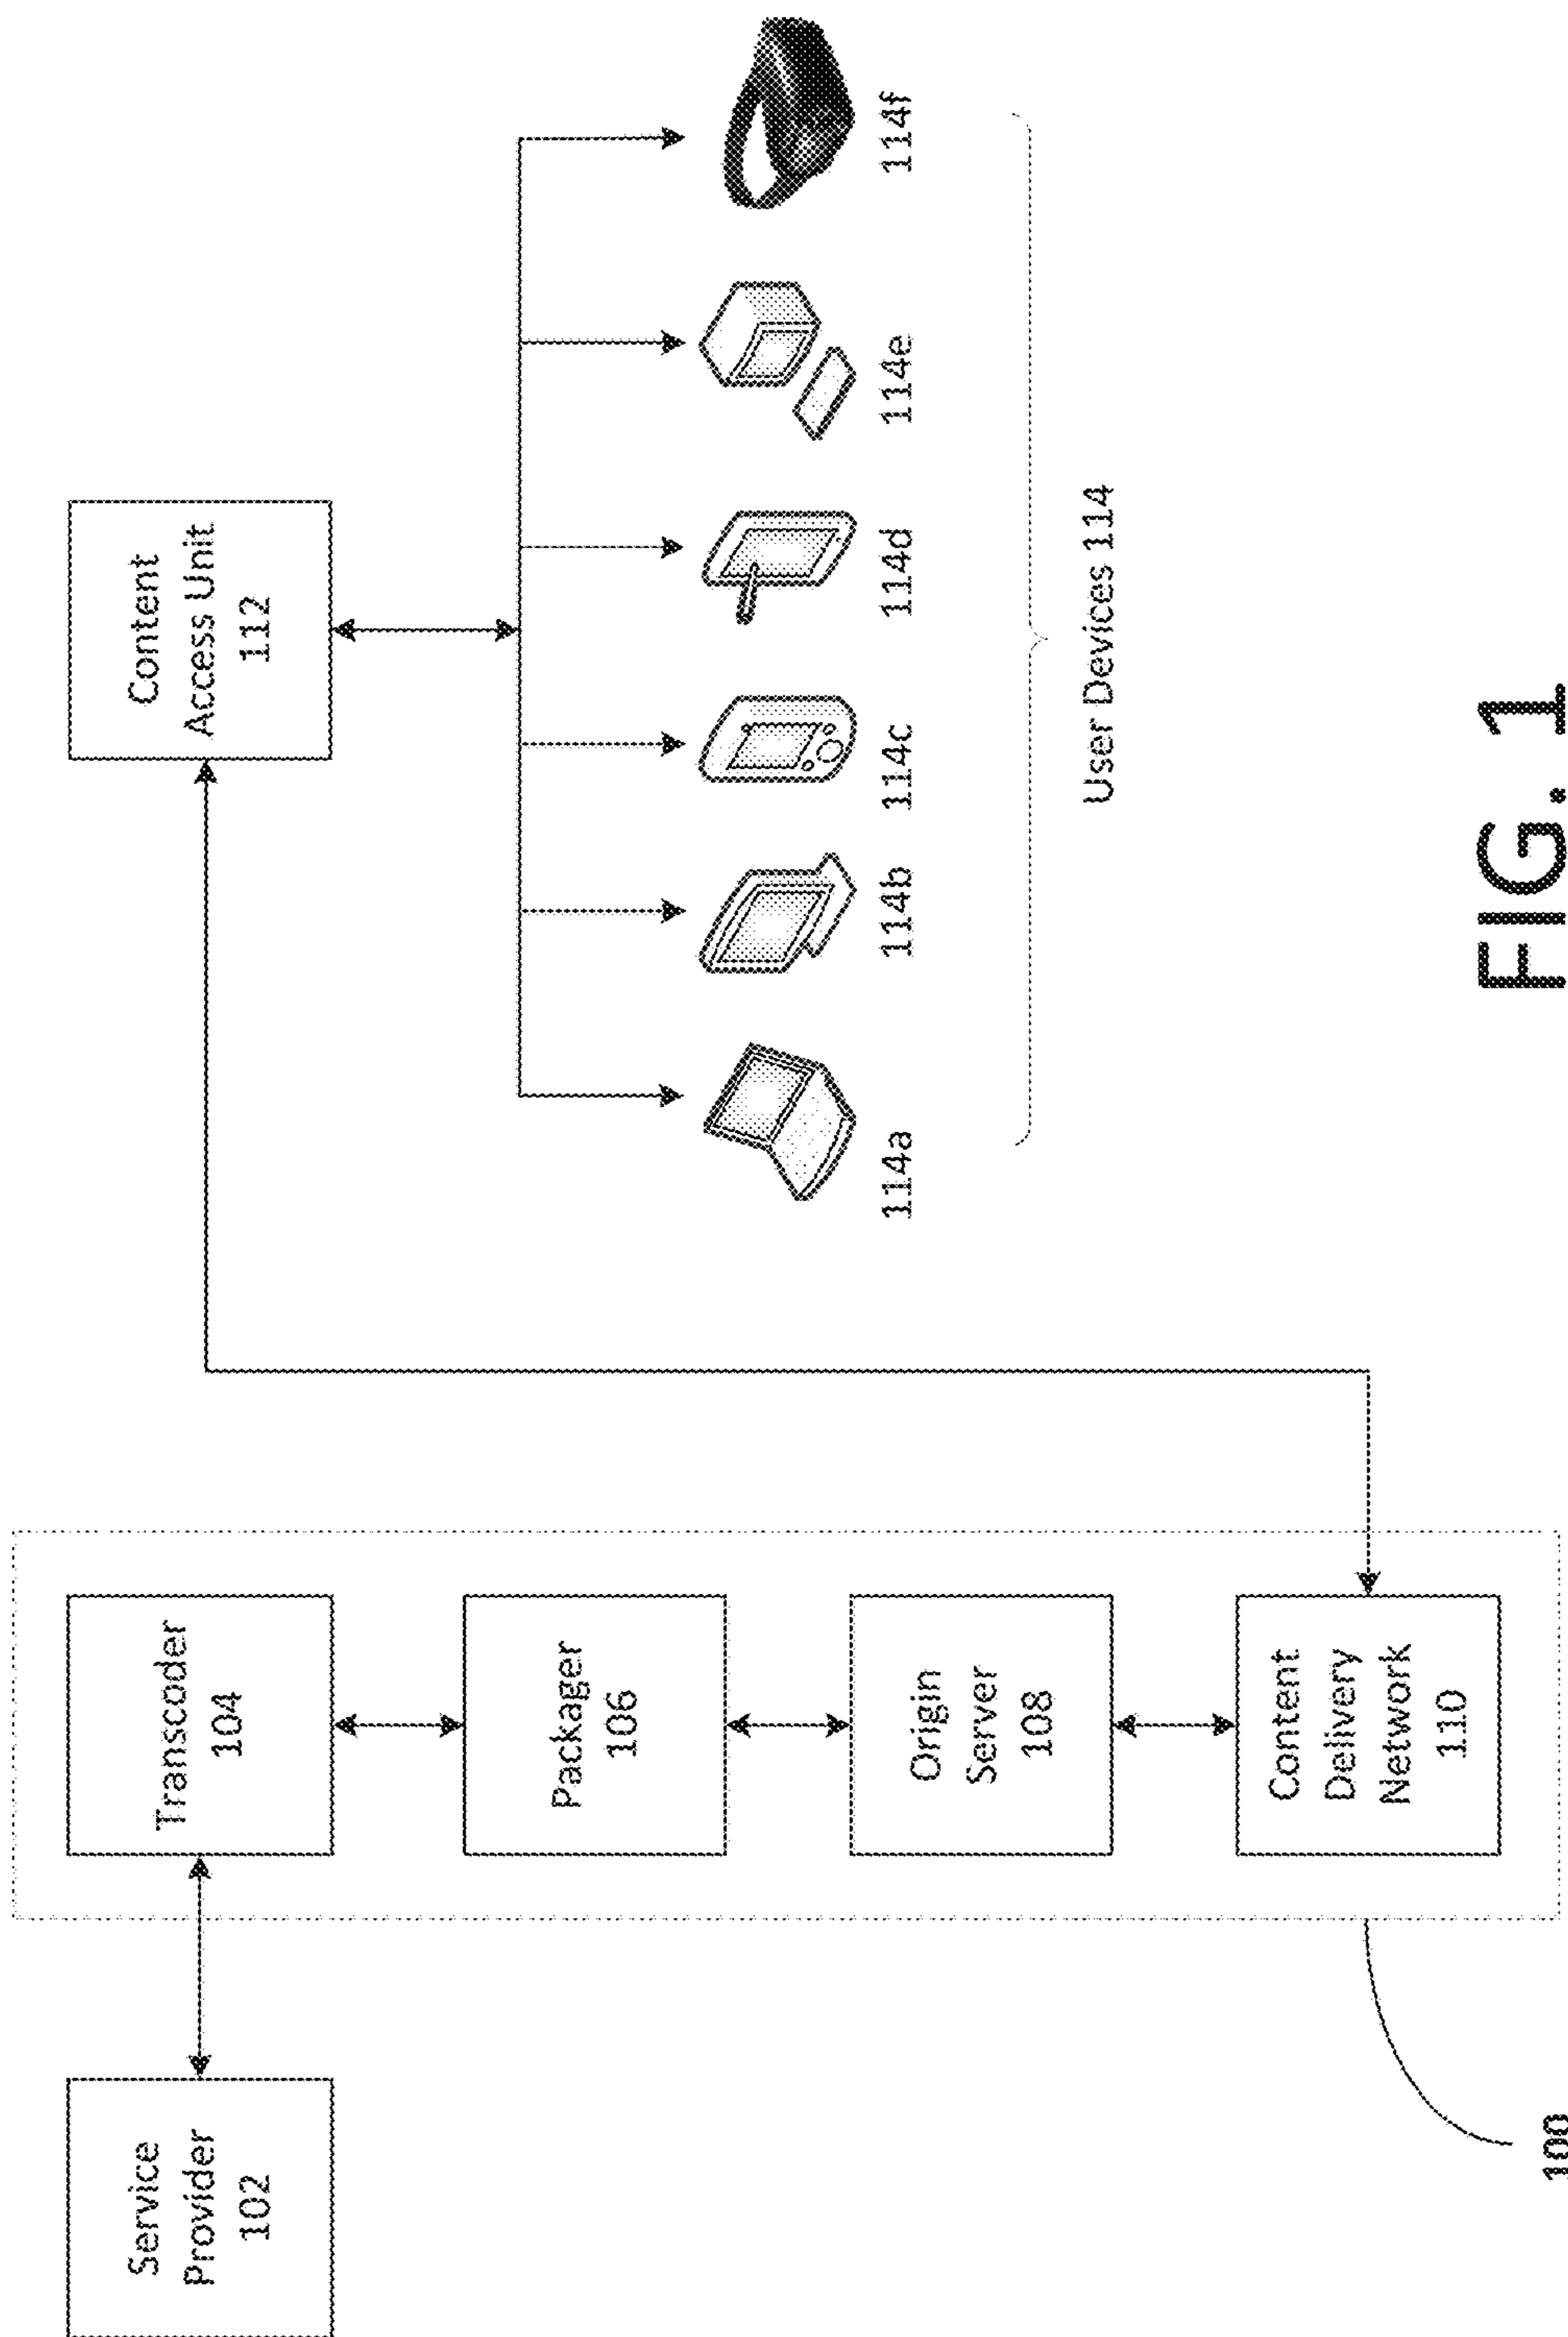 Service
Provider
102
Transcoder
104
Packager
106
Origin
Server
108
Content
Delivery
Network
110
100
Content
Access Unit
112
114a
114b
114c
114d
114e
114f
User Devices 114
FIG. 1